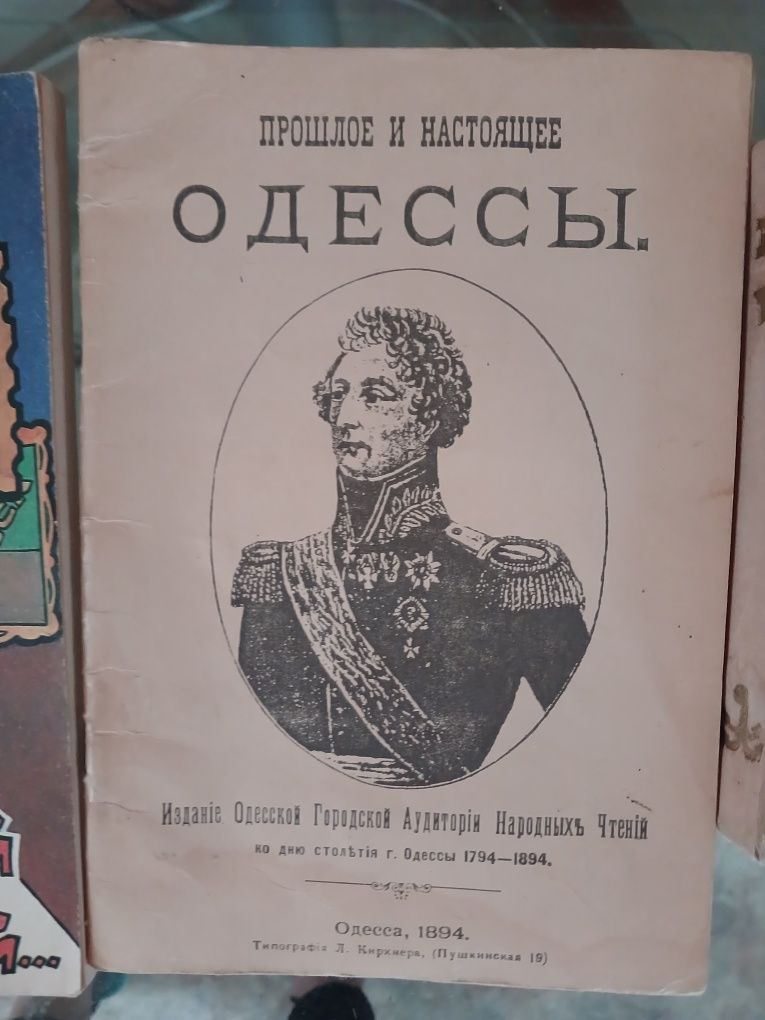 ПРОШЛОЕ И НАСТОЯЩЕЕ
ОДЕССЫ.
Изданіе Одесской Городской Аудиторіи Народныхъ Чтеній
ко дню столѣтія г. Одессы 1794—1894.
Одесса, 1894.
Типографія Л. Кирхнера, (Пушкинская 19)